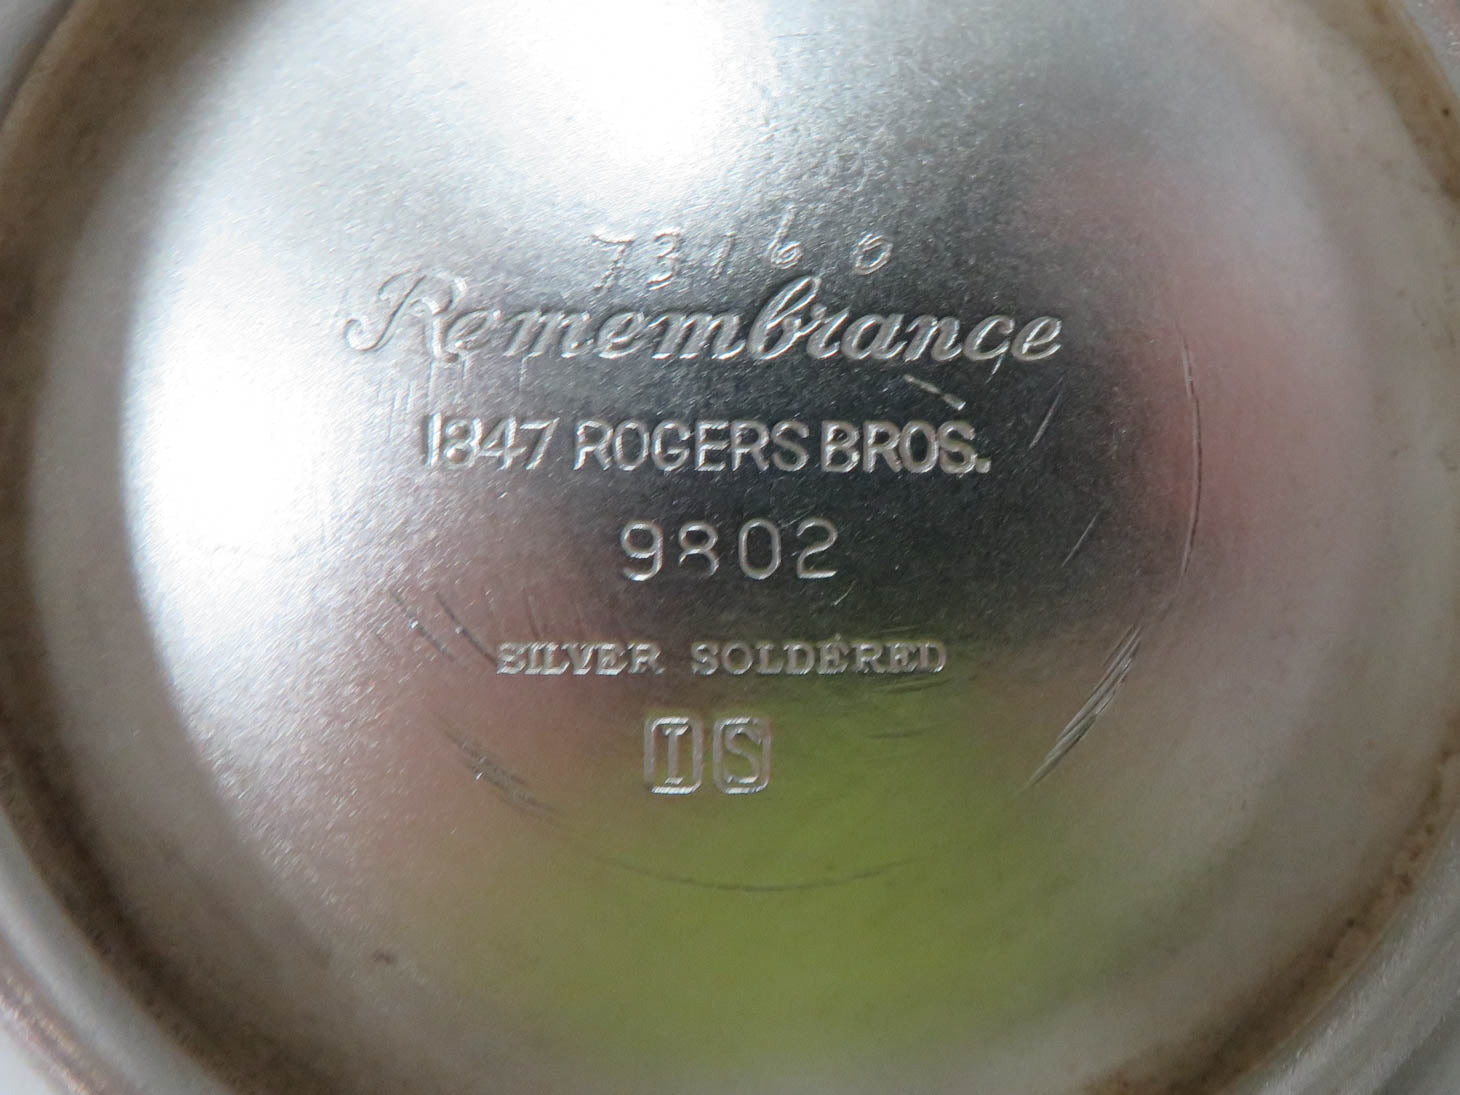 73160
Remembrance
1847 ROGERS BROS.
9802
SILVER SOLDERED
IS